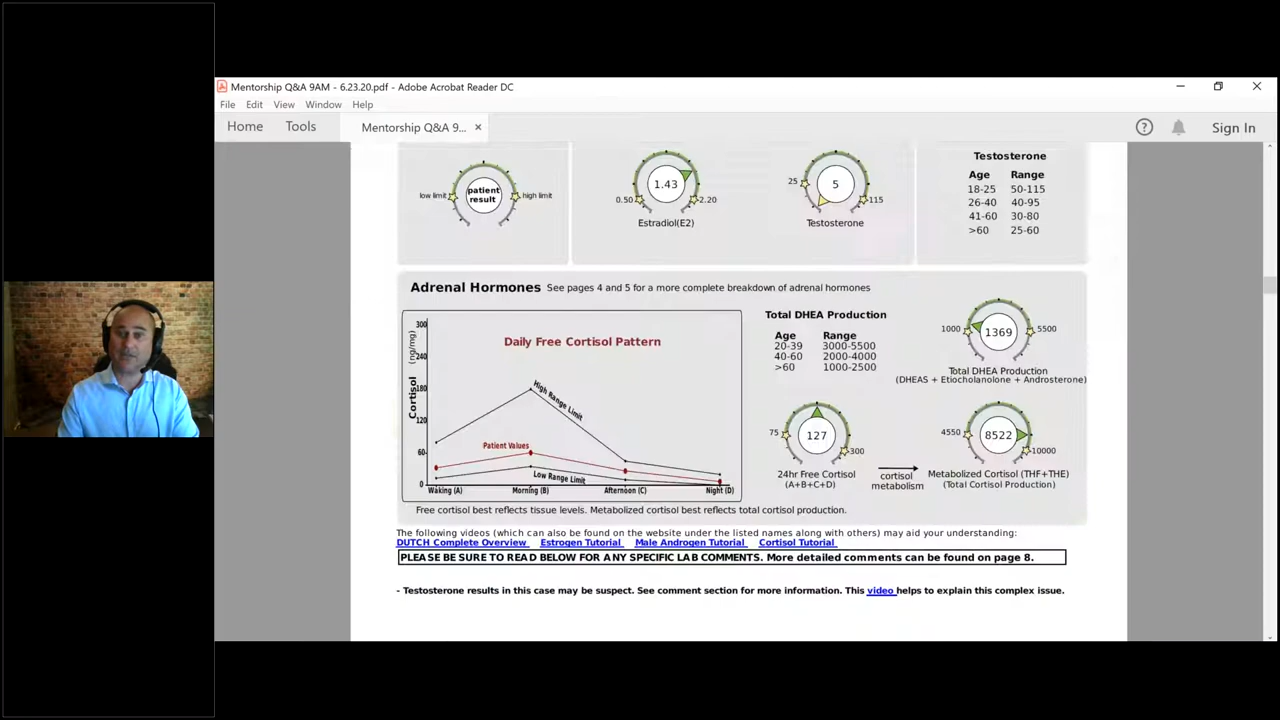 Mentorship Q&A 9AM - 6.23.20.pdf - Adobe Acrobat Reader DC
File Edit View Window Help
Home Tools Mentorship Q&A 9... × Sign In
low limit patient result high limit
1.43
0.50 2.20
Estradiol(E2)
5
25 115
Testosterone
Testosterone
Age Range
18-25 50-115
26-40 40-95
41-60 30-80
>60 25-60
Adrenal Hormones See pages 4 and 5 for a more complete breakdown of adrenal hormones
Daily Free Cortisol Pattern
Cortisol (ng/mg)
300
240
180
120
60
0
High Range Limit
Patient Values
Low Range Limit
Waking (A) Morning (B) Afternoon (C) Night (D)
Total DHEA Production
Age Range
20-39 3000-5500
40-60 2000-4000
>60 1000-2500
1000 1369 5500
Total DHEA Production
(DHEAS + Etiocholanolone + Androsterone)
75 127 300
24hr Free Cortisol
(A+B+C+D)
cortisol
metabolism
4550 8522 10000
Metabolized Cortisol (THF+THE)
(Total Cortisol Production)
Free cortisol best reflects tissue levels. Metabolized cortisol best reflects total cortisol production.
The following videos (which can also be found on the website under the listed names along with others) may aid your understanding:
DUTCH Complete Overview Estrogen Tutorial Male Androgen Tutorial Cortisol Tutorial
PLEASE BE SURE TO READ BELOW FOR ANY SPECIFIC LAB COMMENTS. More detailed comments can be found on page 8.
- Testosterone results in this case may be suspect. See comment section for more information. This video helps to explain this complex issue.